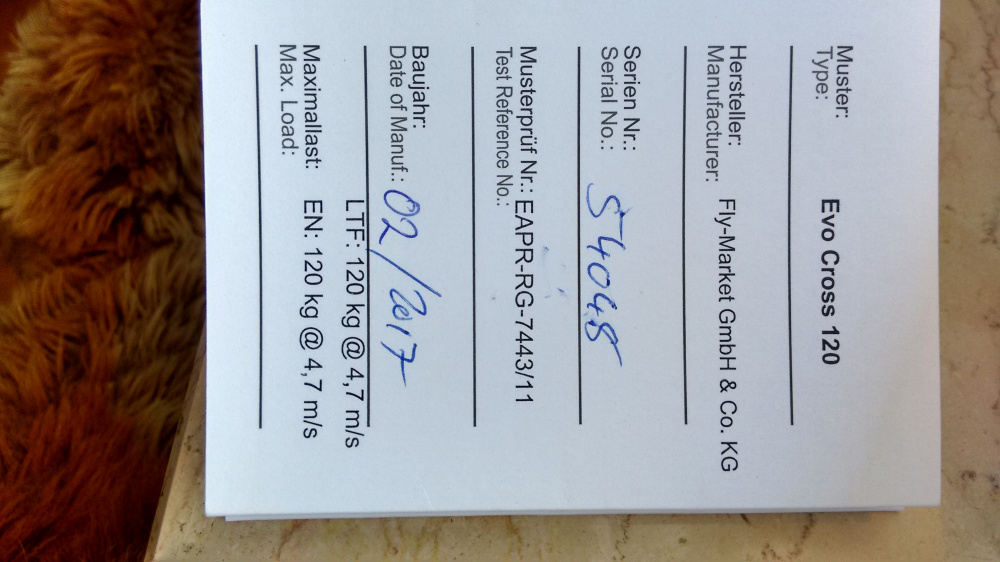 Muster:
Type:
Evo Cross 120
Hersteller:
Manufacturer:
Fly-Market GmbH & Co. KG
Serien Nr.:
Serial No.:
54048
Musterprüf Nr.: EAPR-RG-7443/11
Test Reference No.:
Baujahr:
Date of Manuf.: 02/2017
LTF: 120 kg @ 4,7 m/s
Maximallast: EN: 120 kg @ 4,7 m/s
Max. Load: